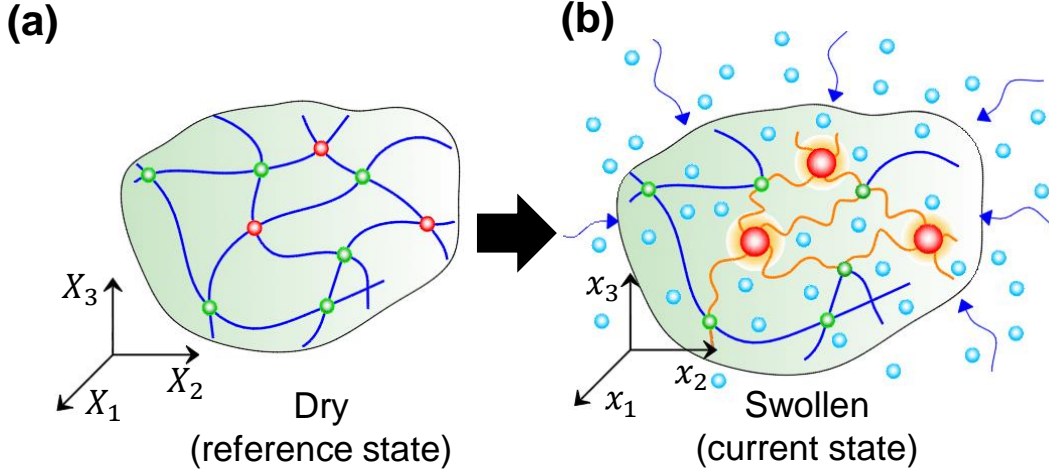 (a)
(b)
X₃
X₂
X₁
x₃
x₂
x₁
Dry
(reference state)
Swollen
(current state)